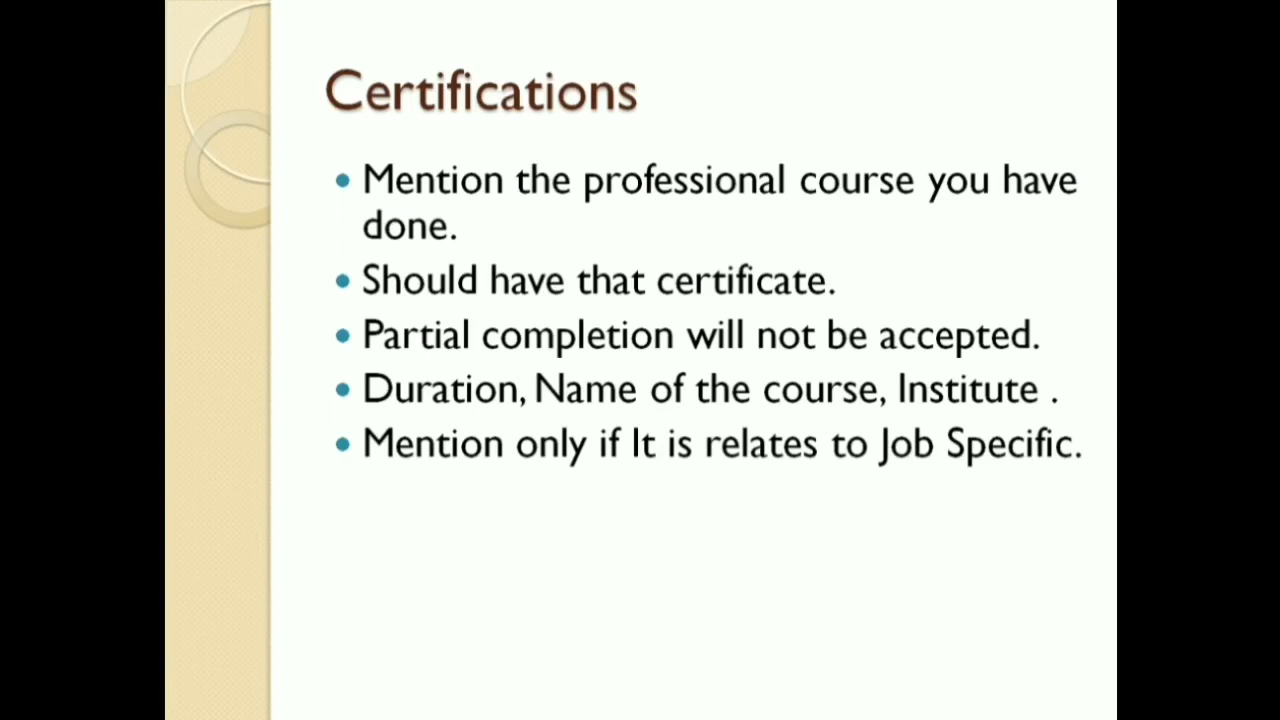 Certifications
• Mention the professional course you have
done.
• Should have that certificate.
• Partial completion will not be accepted.
• Duration, Name of the course, Institute .
• Mention only if It is relates to Job Specific.